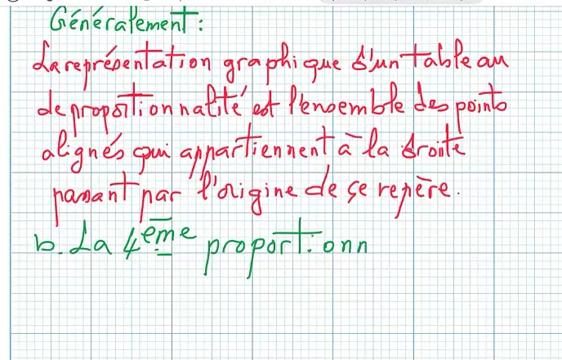 Généralement:
La représentation graphique d'un tableau
de proportionnalité est l'ensemble des points
alignés qui appartiennent à la droite
passant par l'origine de se repère.
b. La 4ème proportionn